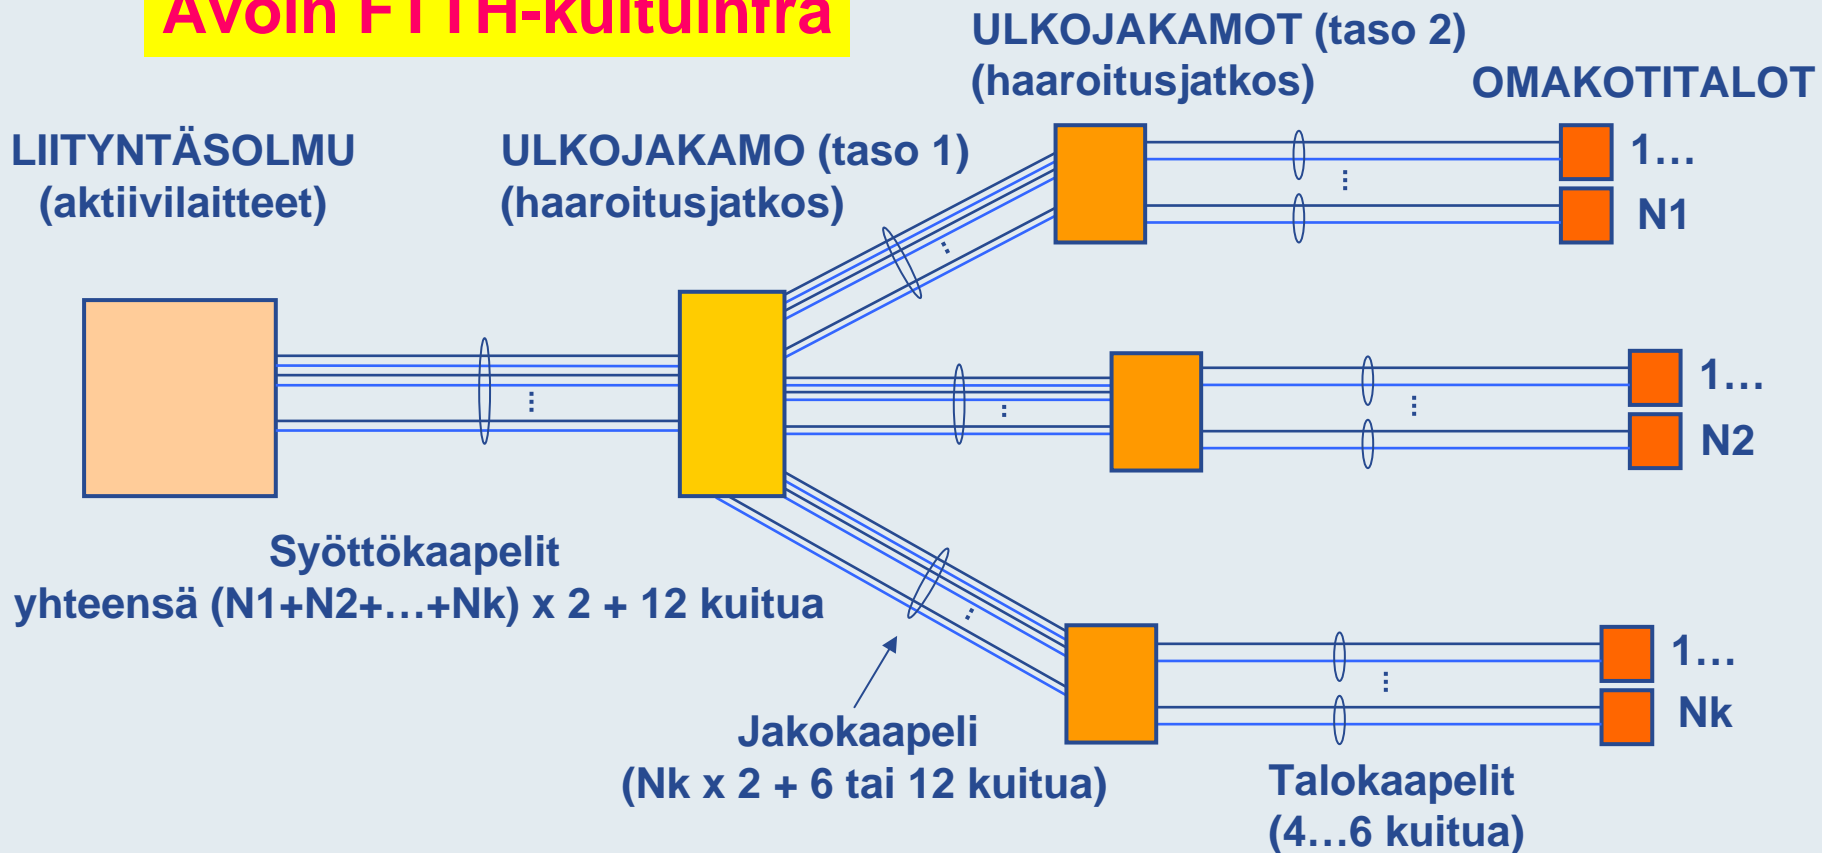 Avoin FTTH-kuituinfra
ULKOJAKAMOT (taso 2)
(haaroitusjatkos)
OMAKOTITALOT
LIITYNTÄSOLMU
(aktiivilaitteet)
ULKOJAKAMO (taso 1)
(haaroitusjatkos)
1…
N1
...
...
1…
N2
...
...
...
Syöttökaapelit
yhteensä (N1+N2+…+Nk) x 2 + 12 kuitua
...
1…
Nk
...
Jakokaapeli
(Nk x 2 + 6 tai 12 kuitua)
Talokaapelit
(4…6 kuitua)